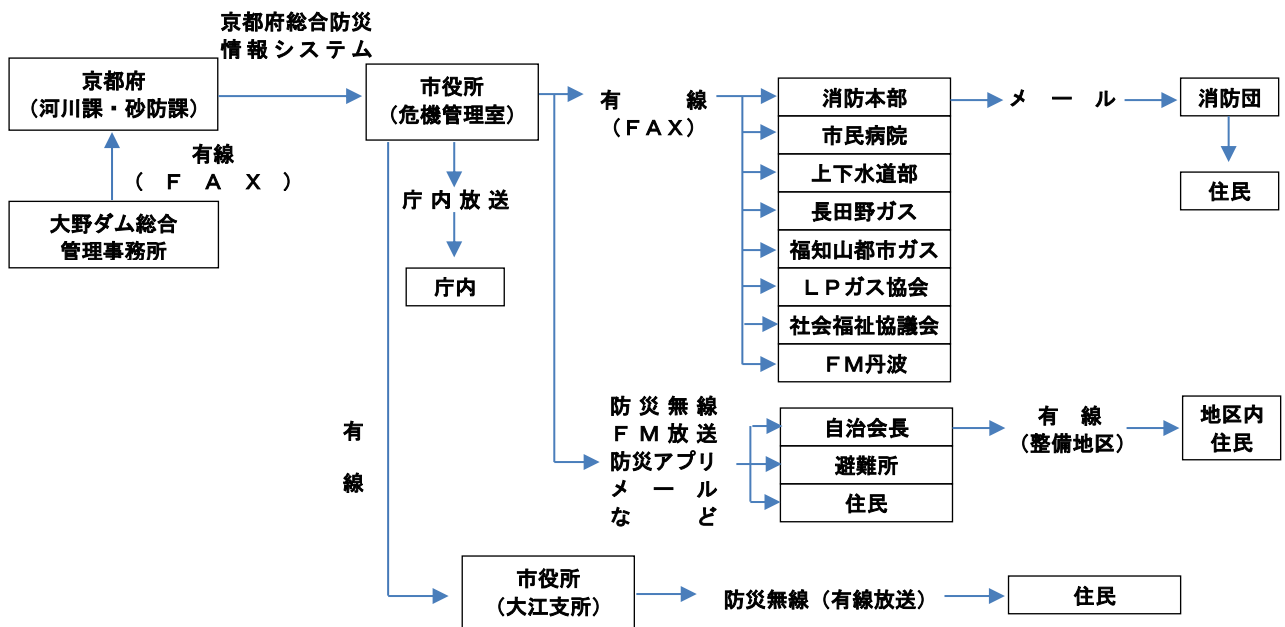 京都府総合防災
情報システム
京都府
（河川課・砂防課）
有線
（ＦＡＸ）
大野ダム総合
管理事務所
市役所
（危機管理室）
庁内放送
庁内
有線
（ＦＡＸ）
消防本部
市民病院
上下水道部
長田野ガス
福知山都市ガス
ＬＰガス協会
社会福祉協議会
ＦＭ丹波
メール
消防団
住民
防災無線
ＦＭ放送
防災アプリ
メール
など
自治会長
避難所
住民
有線
（整備地区）
地区内
住民
有線
市役所
（大江支所）
防災無線（有線放送）
住民